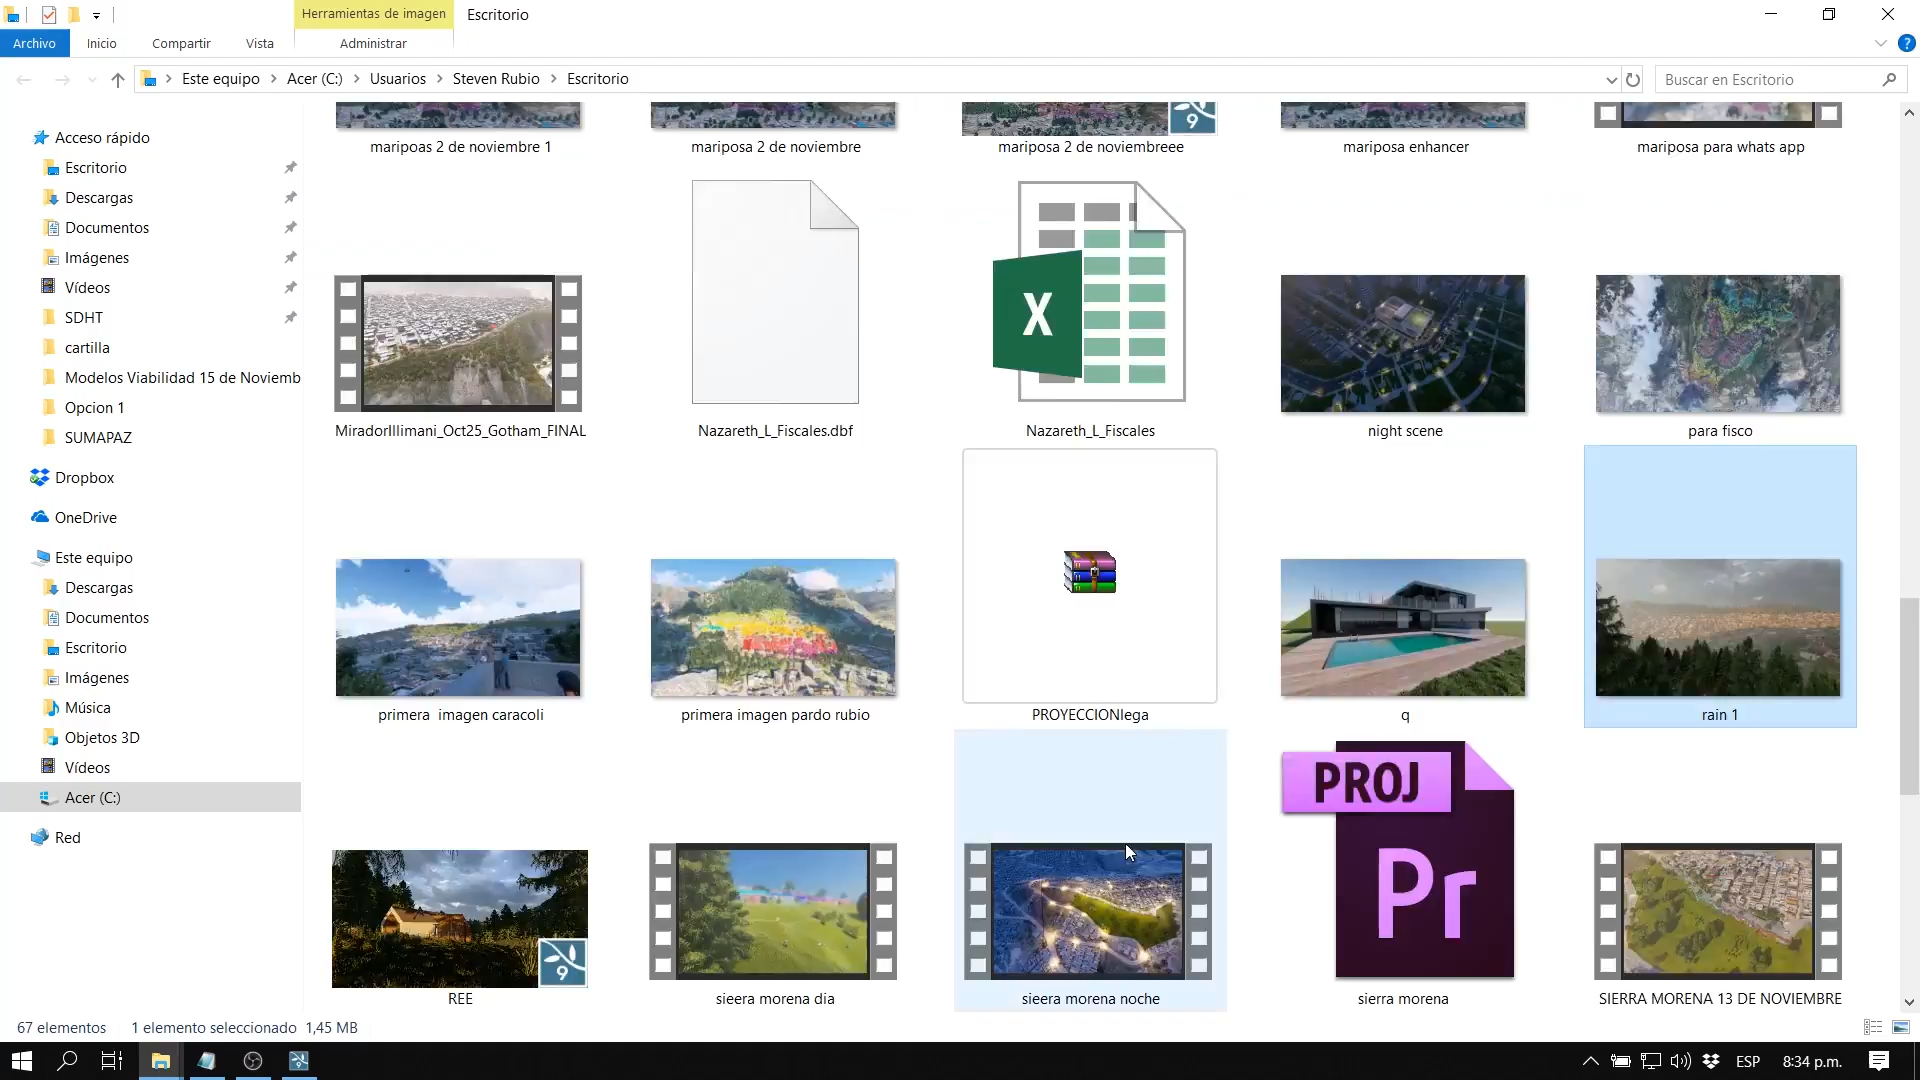 Herramientas de imagen
Escritorio
Archivo
Inicio
Compartir
Vista
Administrar
Este equipo
Acer (C:)
Usuarios
Steven Rubio
Escritorio
Buscar en Escritorio
Acceso rápido
Escritorio
Descargas
Documentos
Imágenes
Vídeos
SDHT
cartilla
Modelos Viabilidad 15 de Noviemb
Opcion 1
SUMAPAZ
Dropbox
OneDrive
Este equipo
Descargas
Documentos
Escritorio
Imágenes
Música
Objetos 3D
Vídeos
Acer (C:)
Red
9
maripoas 2 de noviembre 1
mariposa 2 de noviembre
mariposa 2 de noviembreee
mariposa enhancer
mariposa para whats app
X
MiradorIllimani_Oct25_Gotham_FINAL
Nazareth_L_Fiscales.dbf
Nazareth_L_Fiscales
night scene
para fisco
primera  imagen caracoli
primera imagen pardo rubio
PROYECCIONlega
q
rain 1
9
PROJ
Pr
REE
sieera morena dia
sieera morena noche
sierra morena
SIERRA MORENA 13 DE NOVIEMBRE
67 elementos
1 elemento seleccionado 1,45 MB
9
ESP
8:34 p.m.